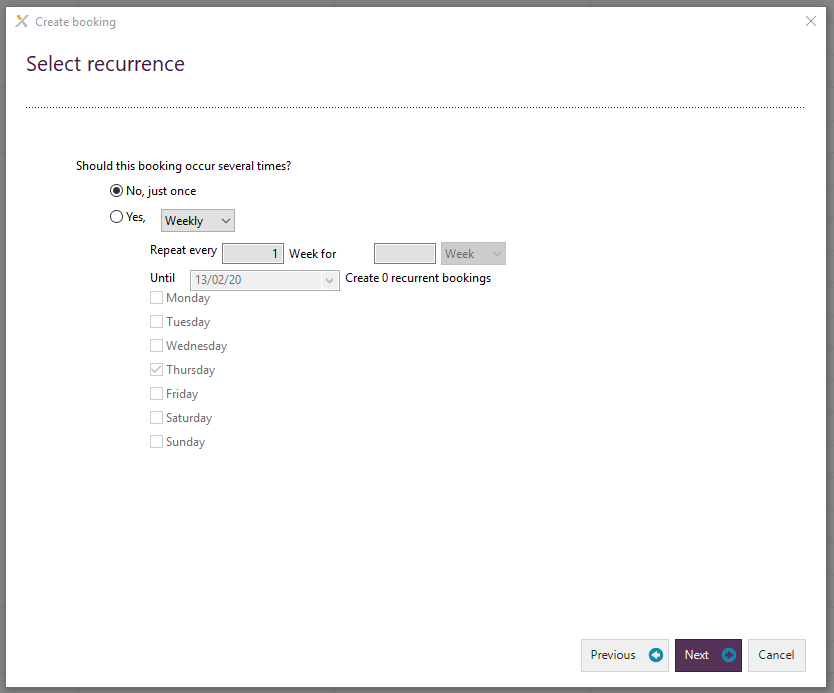 Create booking
Select recurrence
Should this booking occur several times?
No, just once
Yes, Weekly
Repeat every 1 Week for Week
Until 13/02/20 Create 0 recurrent bookings
Monday
Tuesday
Wednesday
Thursday
Friday
Saturday
Sunday
Previous Next Cancel